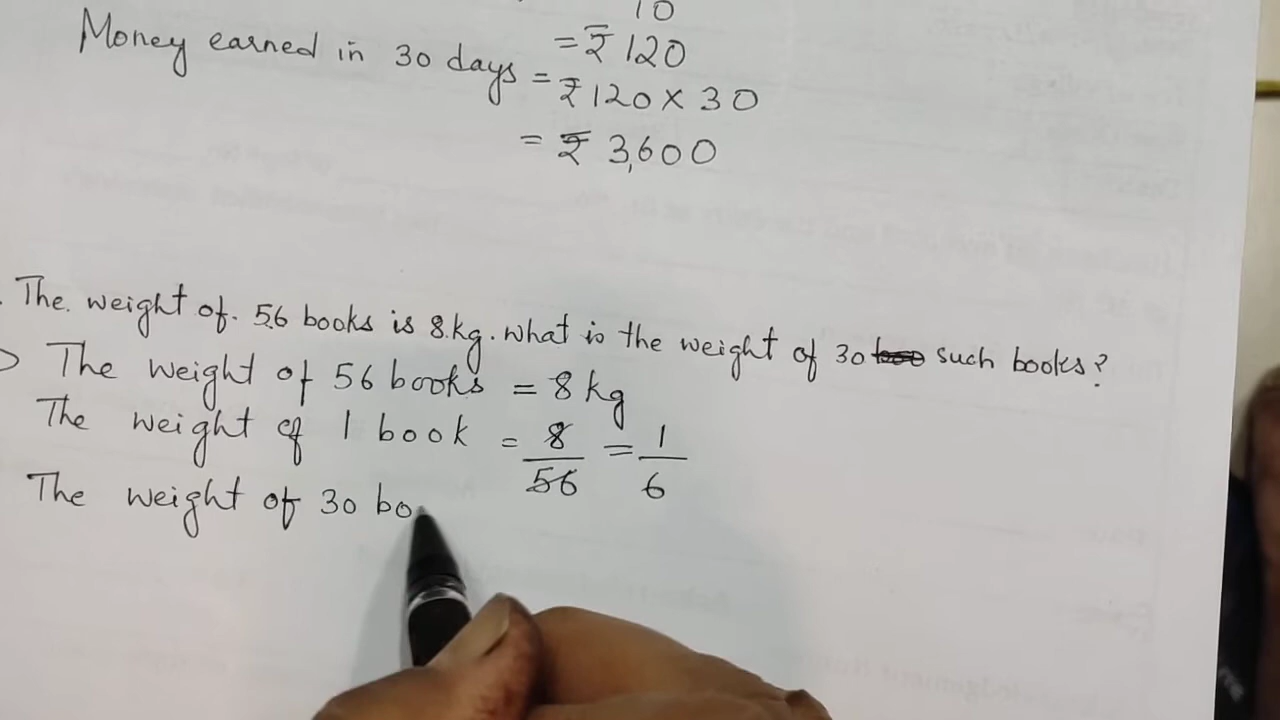 10
= ₹ 120
Money earned in 30 days = ₹ 120 × 30
= ₹ 3,600
The weight of 56 books is 8 kg. what is the weight of 30 such books?
The weight of 56 books = 8 kg
The weight of 1 book = 8/56 = 1/6
The weight of 30 bo